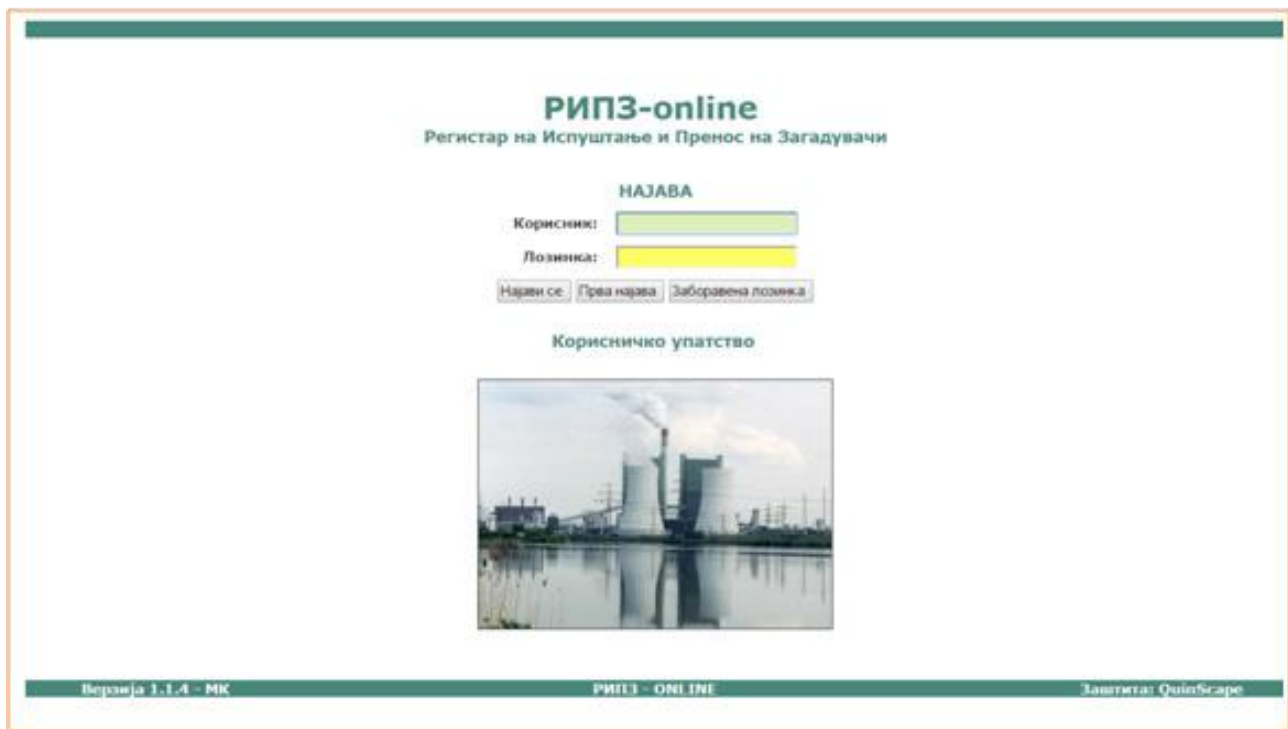 РИПЗ-online
Регистар на Испуштање и Пренос на Загадувачи
НАЈАВА
Корисник:
Лозинка:
Најави се Прва најава Заборавена лозинка
Корисничко упатство
Верзија 1.1.4 - МК РИПЗ - ONLINE Заштита: QuinScape